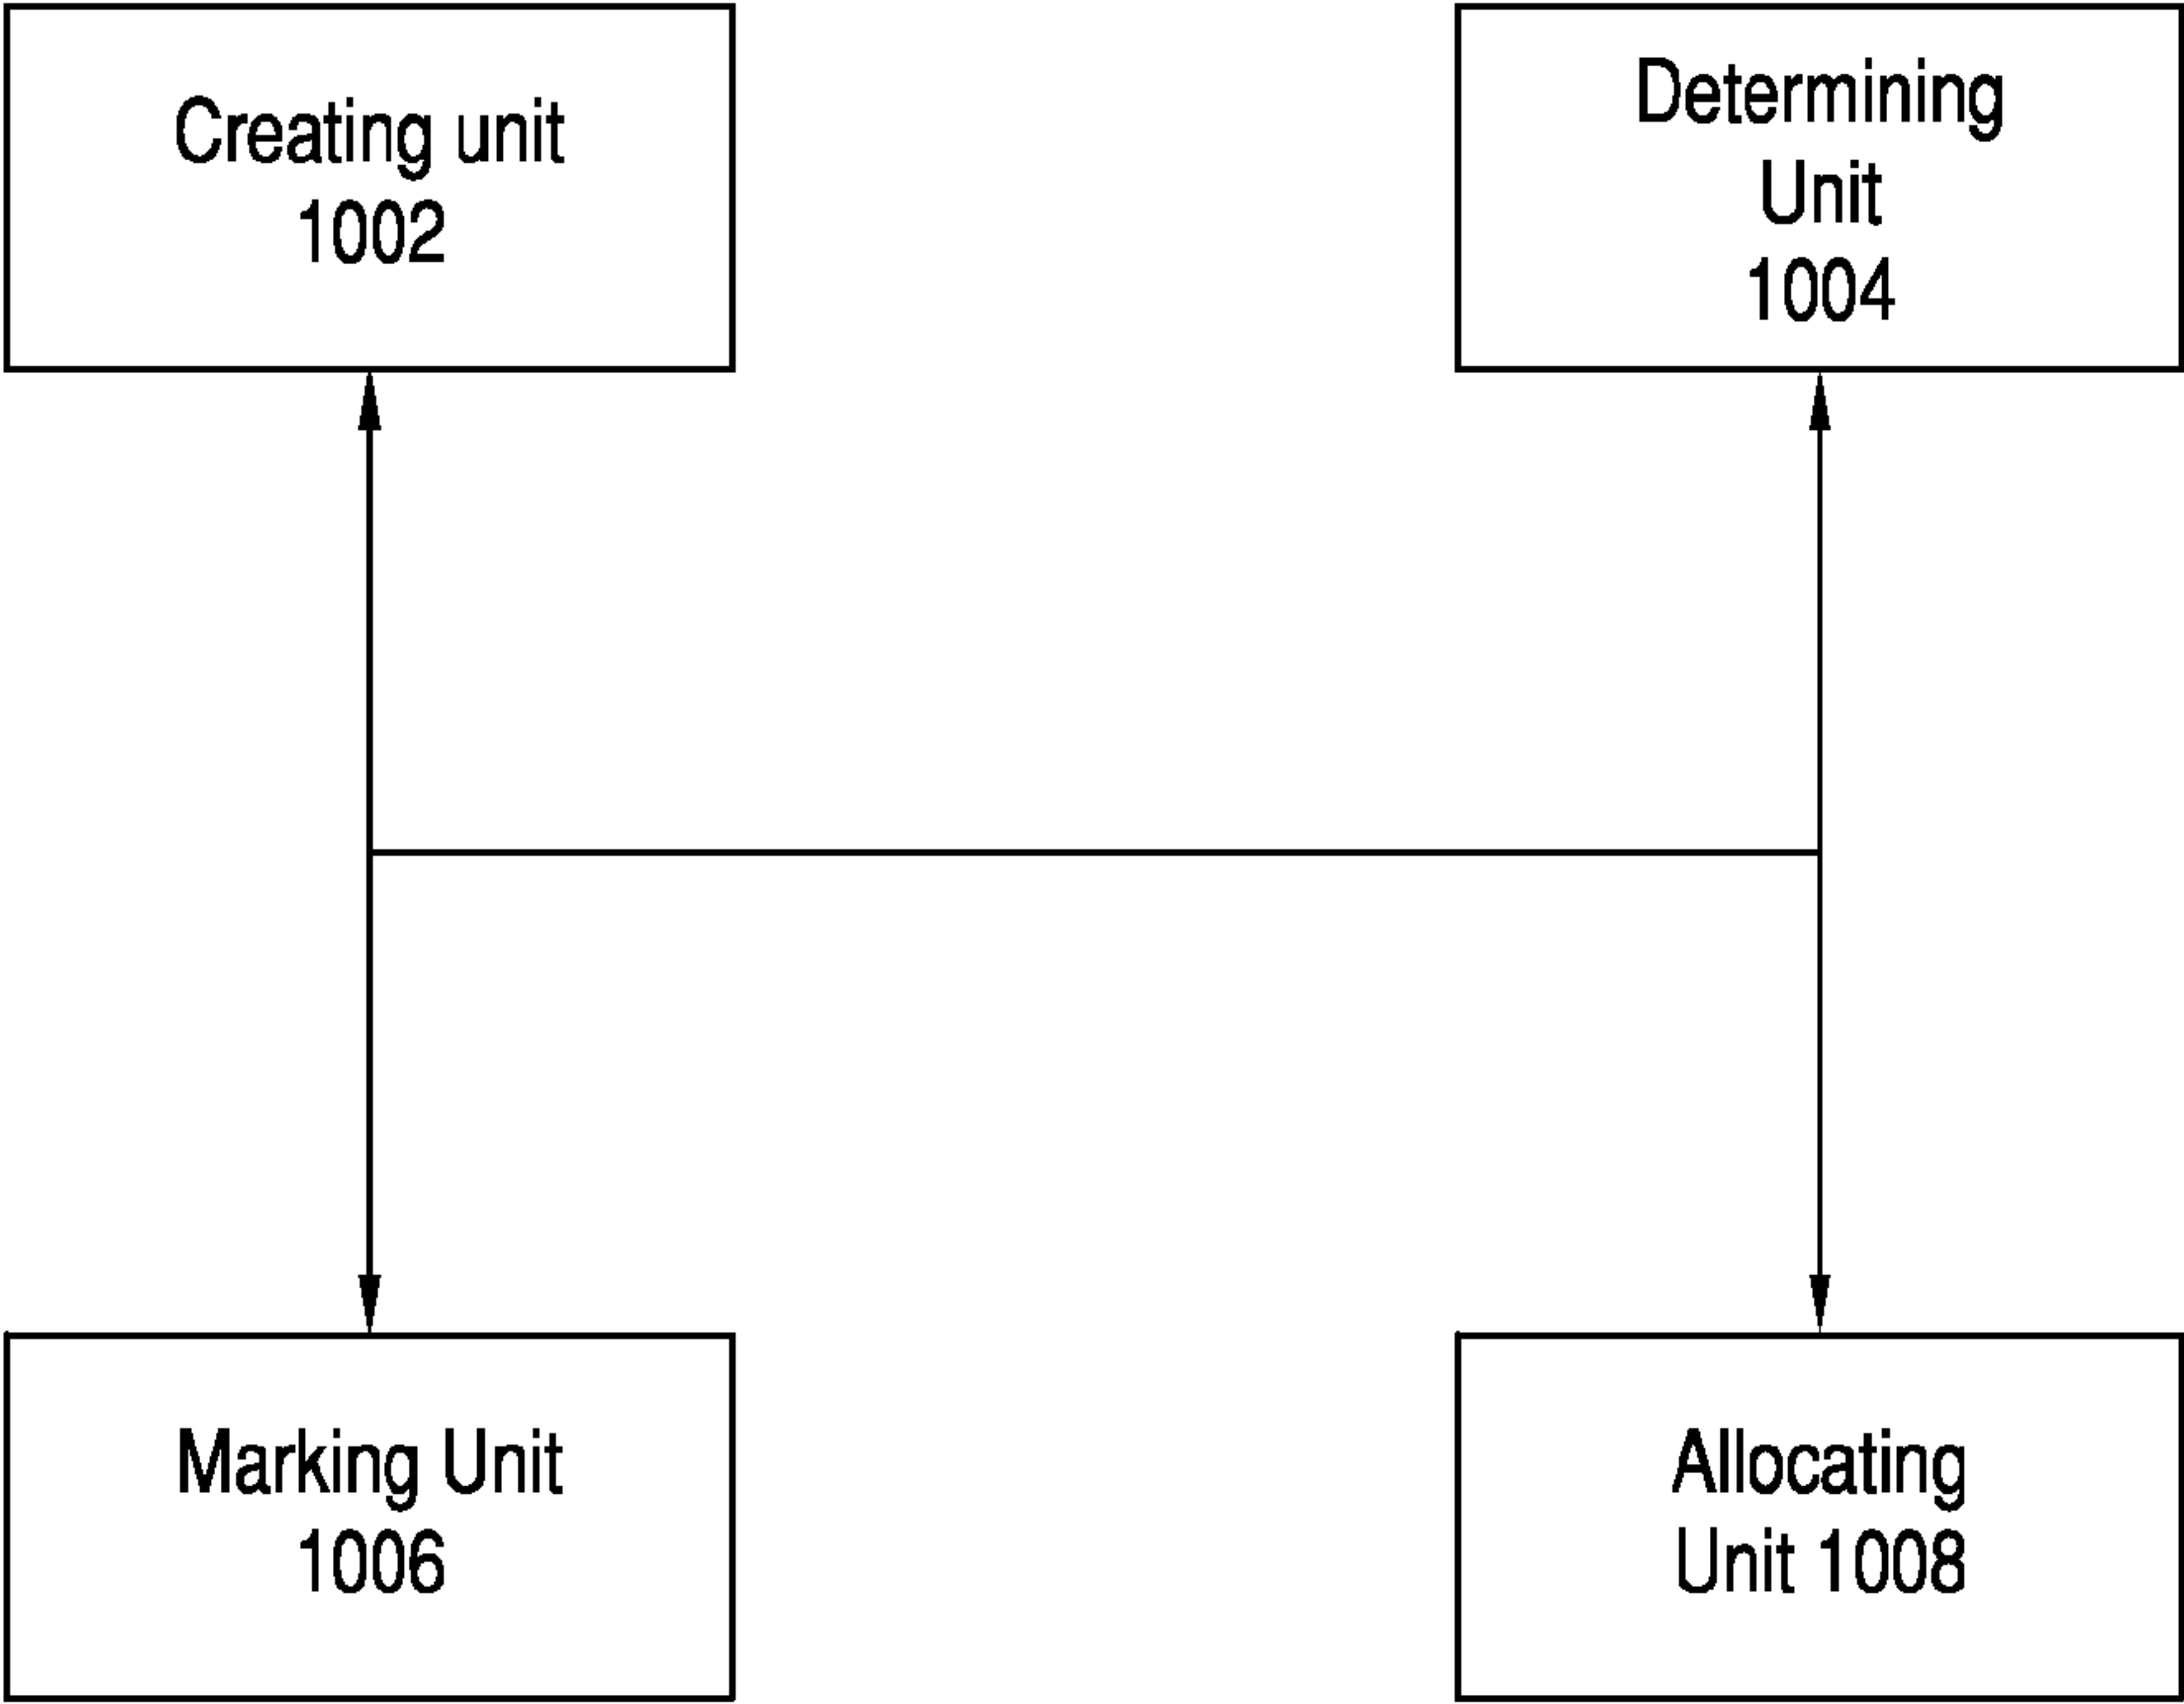 Creating unit
1002
Determining
Unit
1004
Marking Unit
1006
Allocating
Unit 1008